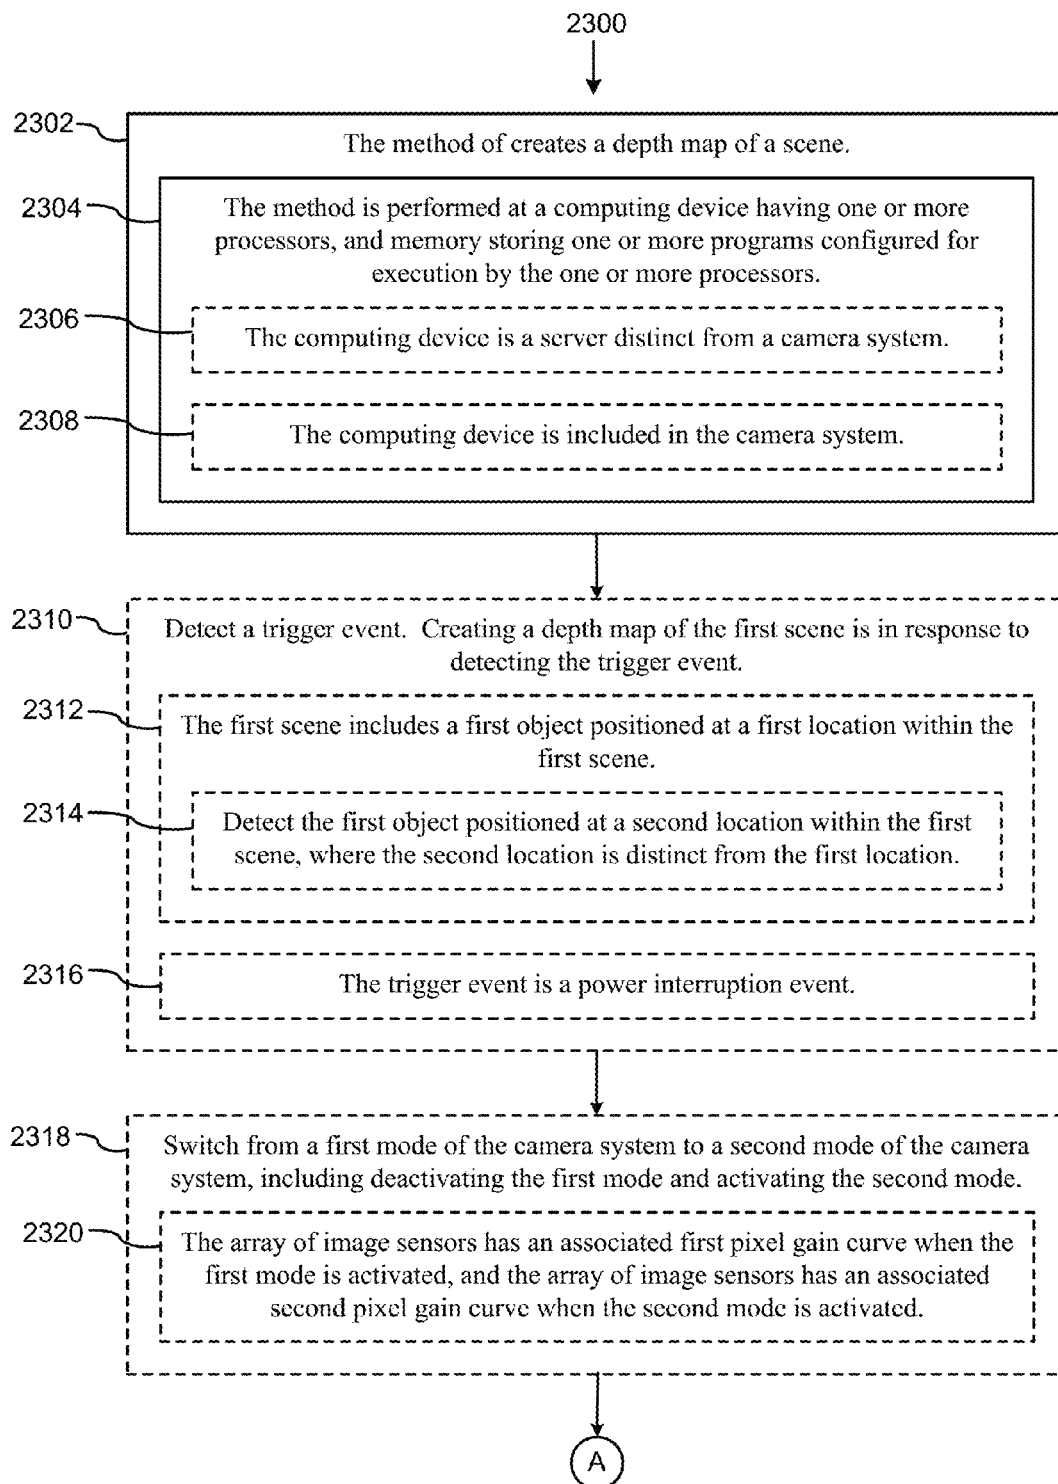 2300
2302
The method of creates a depth map of a scene.
2304
The method is performed at a computing device having one or more
processors, and memory storing one or more programs configured for
execution by the one or more processors.
2306
The computing device is a server distinct from a camera system.
2308
The computing device is included in the camera system.
2310
Detect a trigger event. Creating a depth map of the first scene is in response to
detecting the trigger event.
2312
The first scene includes a first object positioned at a first location within the
first scene.
2314
Detect the first object positioned at a second location within the first
scene, where the second location is distinct from the first location.
2316
The trigger event is a power interruption event.
2318
Switch from a first mode of the camera system to a second mode of the camera
system, including deactivating the first mode and activating the second mode.
2320
The array of image sensors has an associated first pixel gain curve when the
first mode is activated, and the array of image sensors has an associated
second pixel gain curve when the second mode is activated.
A